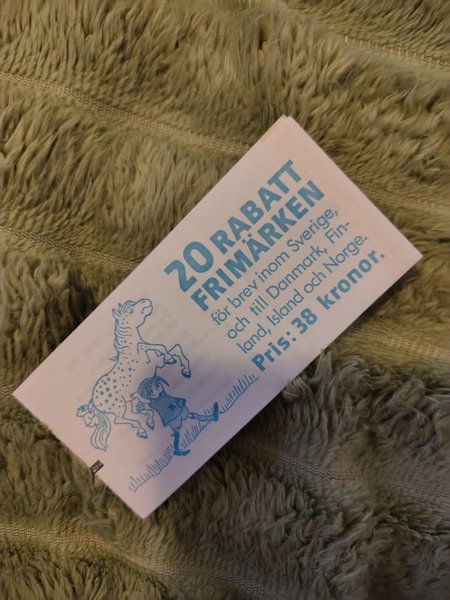 20 RABATT
FRIMÄRKEN
för brev inom Sverige,
och till Danmark, Fin-
land, Island och Norge.
Pris: 38 kronor.